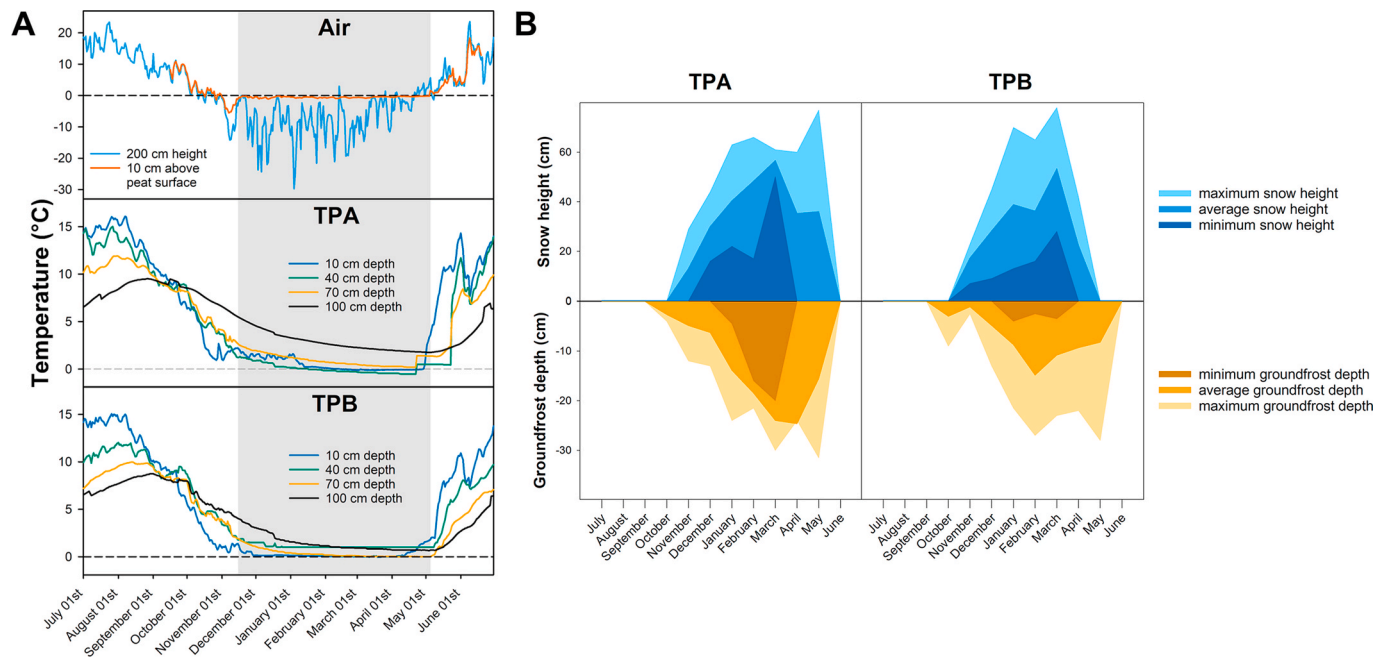 A
Air
Temperature (°C)
20
10
0
-10
-20
-30
200 cm height
10 cm above
peat surface
TPA
15
10
5
0
10 cm depth
40 cm depth
70 cm depth
100 cm depth
TPB
15
10
5
0
10 cm depth
40 cm depth
70 cm depth
100 cm depth
July 01st
August 01st
September 01st
October 01st
November 01st
December 01st
January 01st
February 01st
March 01st
April 01st
May 01st
June 01st
B
TPA
TPB
Snow height (cm)
60
40
20
0
Groundfrost depth (cm)
-10
-20
-30
July
August
September
October
November
December
January
February
March
April
May
June
July
August
September
October
November
December
January
February
March
April
May
June
maximum snow height
average snow height
minimum snow height
minimum groundfrost depth
average groundfrost depth
maximum groundfrost depth